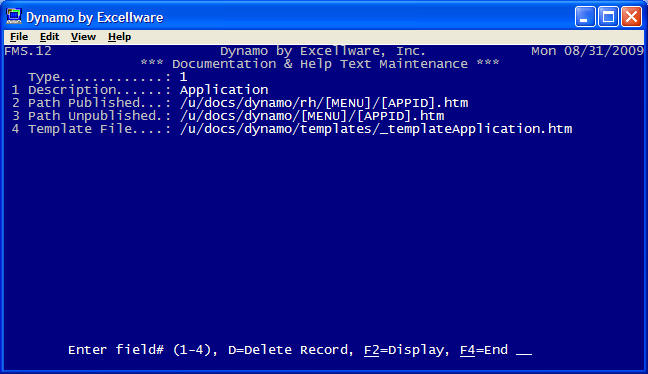 Dynamo by Excellware
File Edit View Help
FMS.12 Dynamo by Excellware, Inc. Mon 08/31/2009
*** Documentation & Help Text Maintenance ***
Type.............: 1
1 Description......: Application
2 Path Published...: /u/docs/dynamo/rh/[MENU]/[APPID].htm
3 Path Unpublished.: /u/docs/dynamo/[MENU]/[APPID].htm
4 Template File....: /u/docs/dynamo/templates/_templateApplication.htm
Enter field# (1-4), D=Delete Record, F2=Display, F4=End __